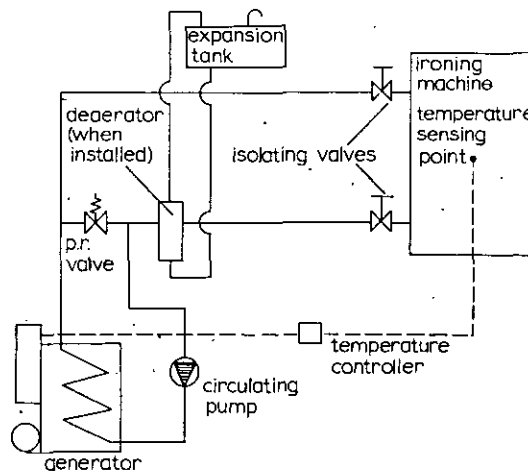 expansion
tank
ironing
machine
temperature
sensing
point
deaerator
(when
installed)
isolating valves
p.r.
valve
temperature
controller
circulating
pump
generator